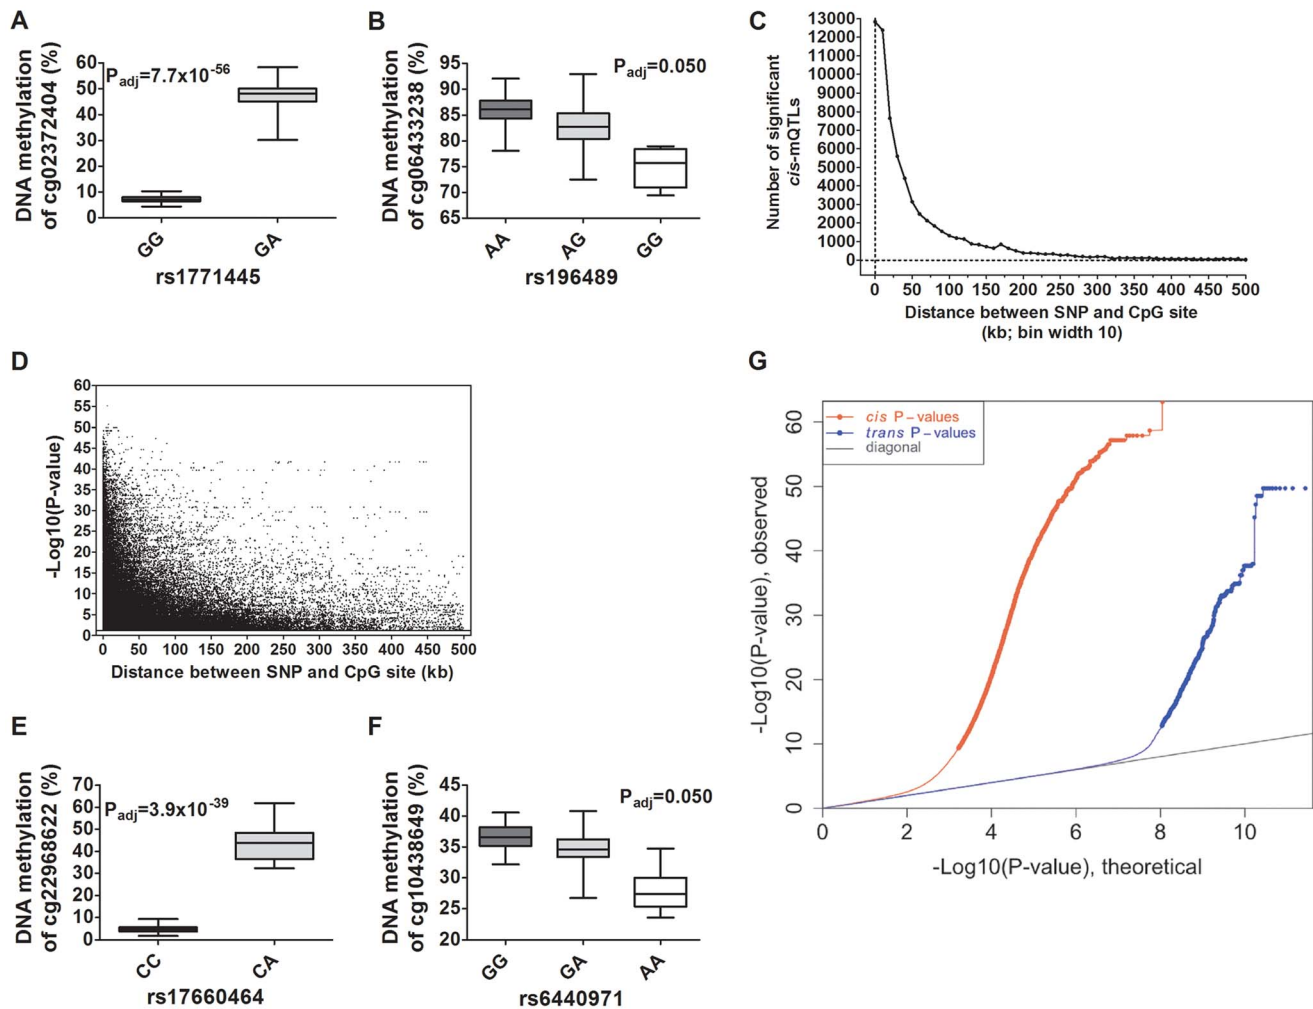 A
DNA methylation
of cg02372404 (%)
60
50
40
30
20
10
0
Padj=7.7x10-56
GG
GA
rs1771445
B
DNA methylation
of cg06433238 (%)
95
90
85
80
75
70
65
Padj=0.050
AA
AG
GG
rs196489
C
Number of significant
cis-mQTLs
13000
12000
11000
10000
9000
8000
7000
6000
5000
4000
3000
2000
1000
0
0 50 100 150 200 250 300 350 400 450 500
Distance between SNP and CpG site
(kb; bin width 10)
D
-Log10(P-value)
60
55
50
45
40
35
30
25
20
15
10
5
0
0 50 100 150 200 250 300 350 400 450 500
Distance between SNP and CpG site (kb)
E
DNA methylation
of cg22968622 (%)
70
60
50
40
30
20
10
0
Padj=3.9x10-39
CC
CA
rs17660464
F
DNA methylation
of cg10438649 (%)
45
40
35
30
25
20
Padj=0.050
GG
GA
AA
rs6440971
G
-Log10(P-value), observed
60
50
40
30
20
10
0
cis P-values
trans P-values
diagonal
0 2 4 6 8 10
-Log10(P-value), theoretical